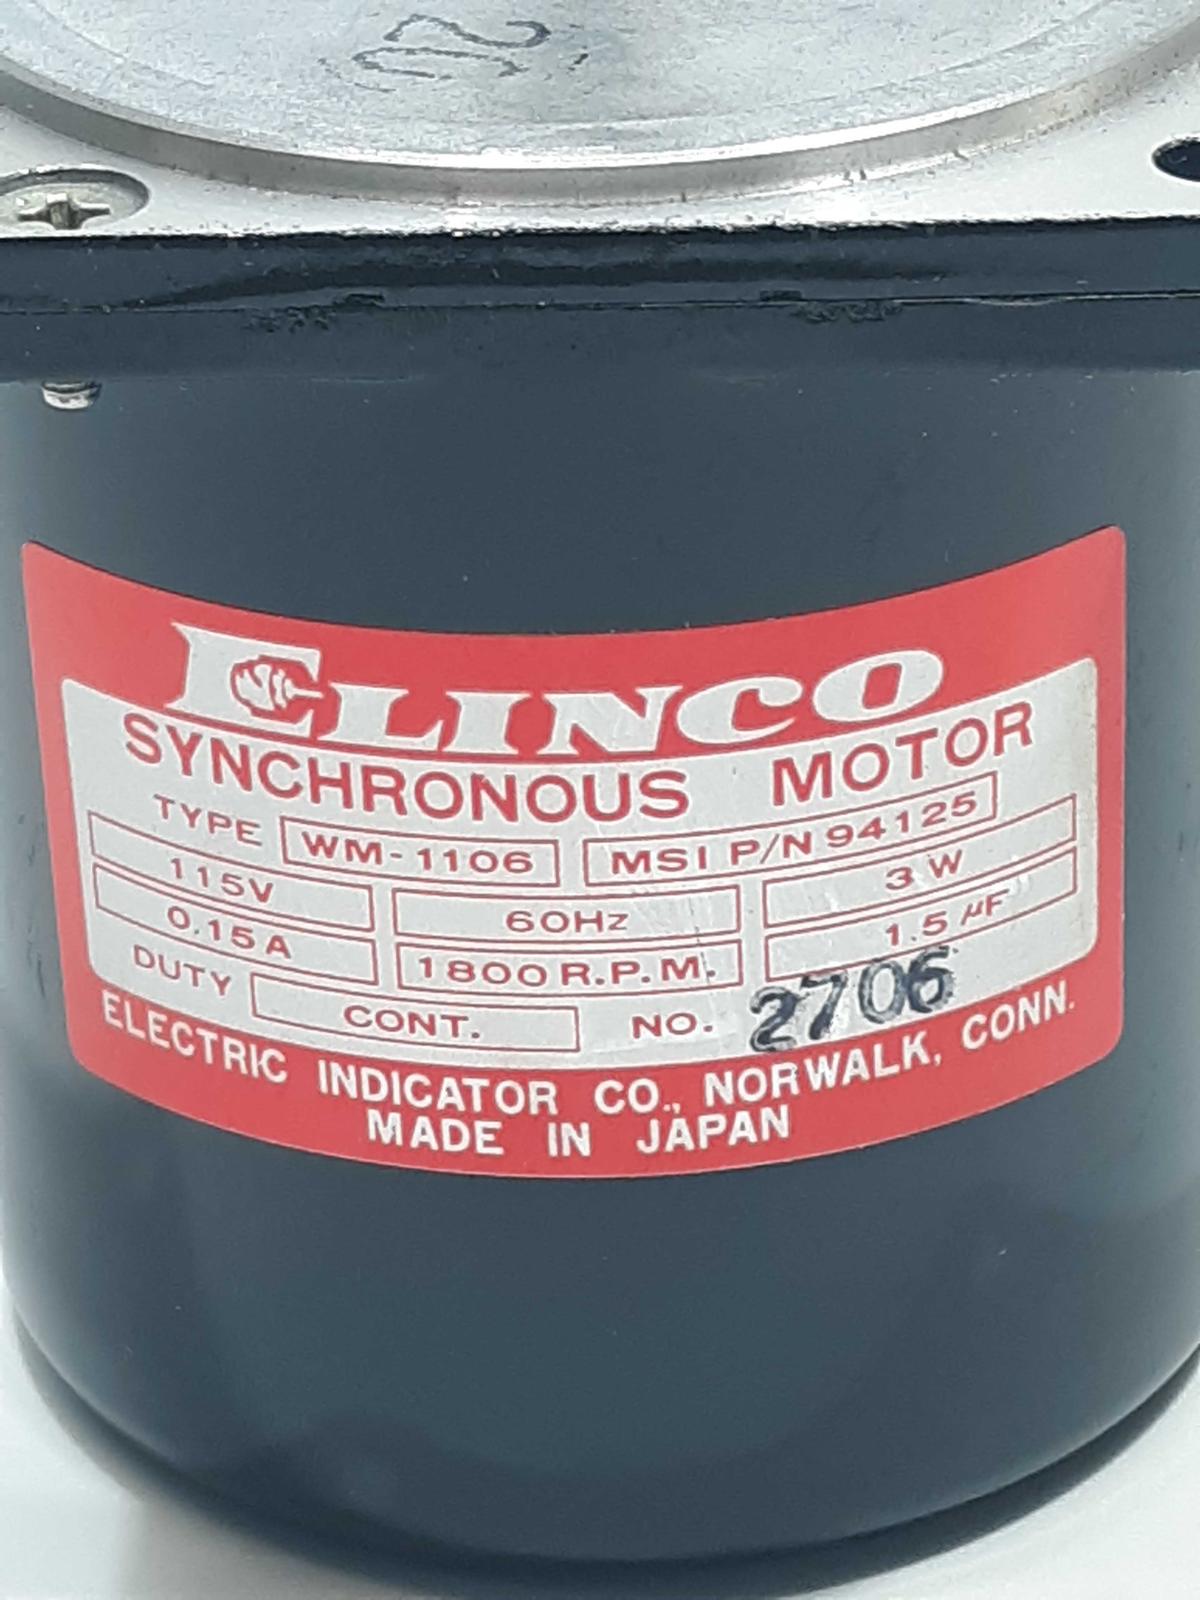 ELINCO
SYNCHRONOUS MOTOR
TYPE WM-1106 MSI P/N 94125
115V 60Hz 3 W
0.15A 1800 R.P.M. 1.5 µF
DUTY CONT. NO. 2706
ELECTRIC INDICATOR CO., NORWALK, CONN.
MADE IN JAPAN